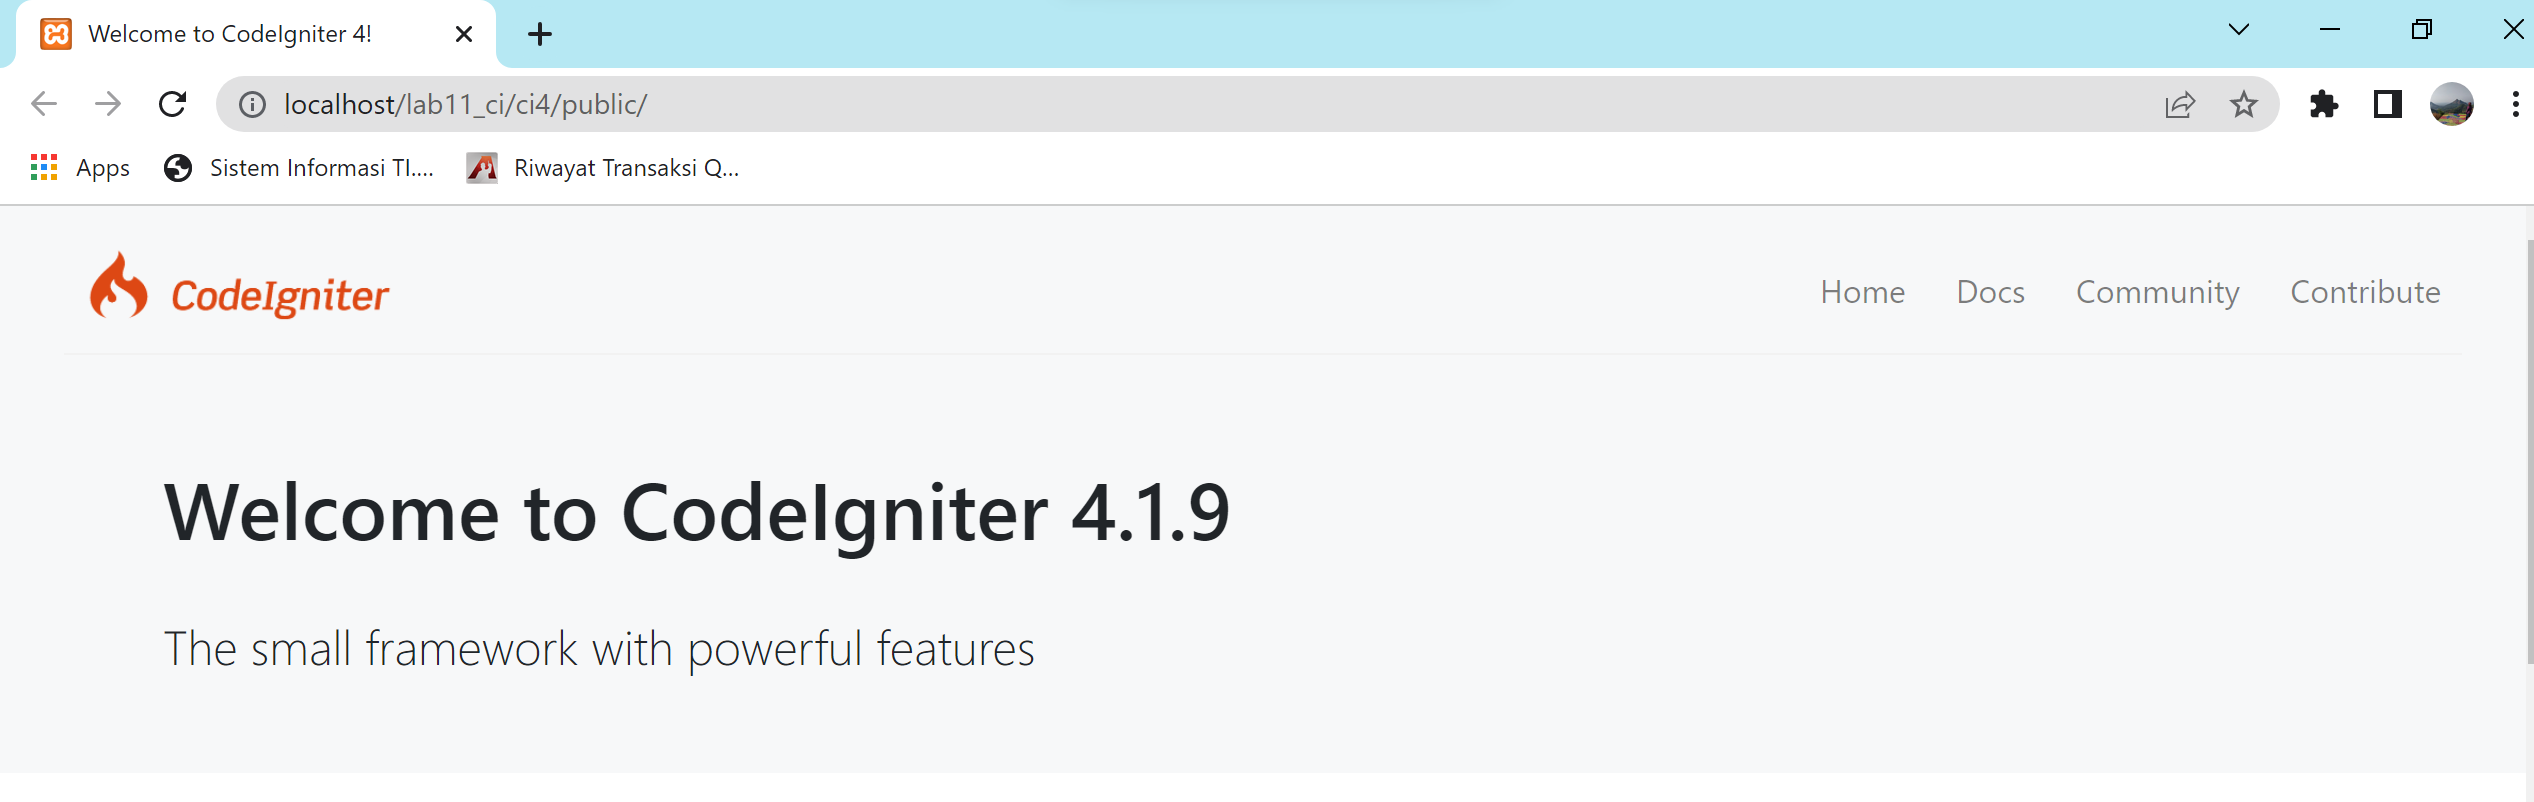 Welcome to CodeIgniter 4!
localhost/lab11_ci/ci4/public/
Apps Sistem Informasi TI.... Riwayat Transaksi Q...
CodeIgniter Home Docs Community Contribute
Welcome to CodeIgniter 4.1.9
The small framework with powerful features